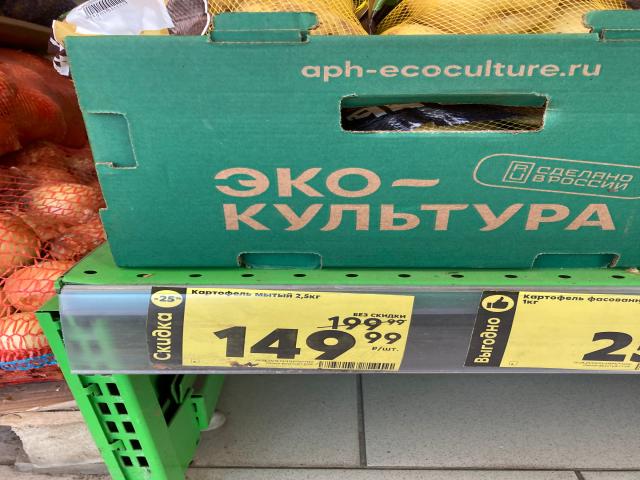 aph-ecoculture.ru
ЭКО-
КУЛЬТУРА
СДЕЛАНО
В РОССИИ
-25%
Скидка
Картофель мытый 2,5кг
БЕЗ СКИДКИ
199 99
149 99
₽/шт.
Выгодно
Картофель фасованн
1кг